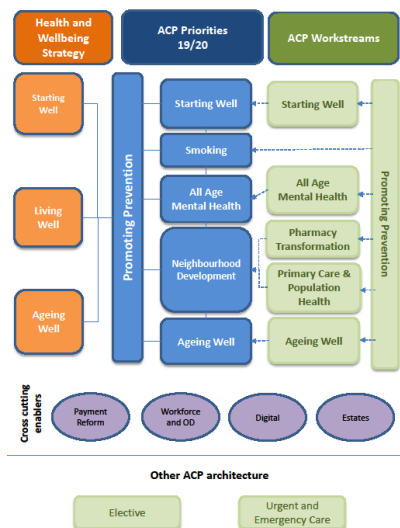 Health and
Wellbeing
Strategy
ACP Priorities
19/20
ACP Workstreams
Starting
Well
Living
Well
Ageing
Well
Promoting Prevention
Starting Well
Smoking
All Age
Mental Health
Neighbourhood
Development
Ageing Well
Starting Well
All Age
Mental Health
Pharmacy
Transformation
Primary Care &
Population
Health
Ageing Well
Promoting Prevention
Cross cutting
enablers
Payment
Reform
Workforce
and OD
Digital
Estates
Other ACP architecture
Elective
Urgent and
Emergency Care